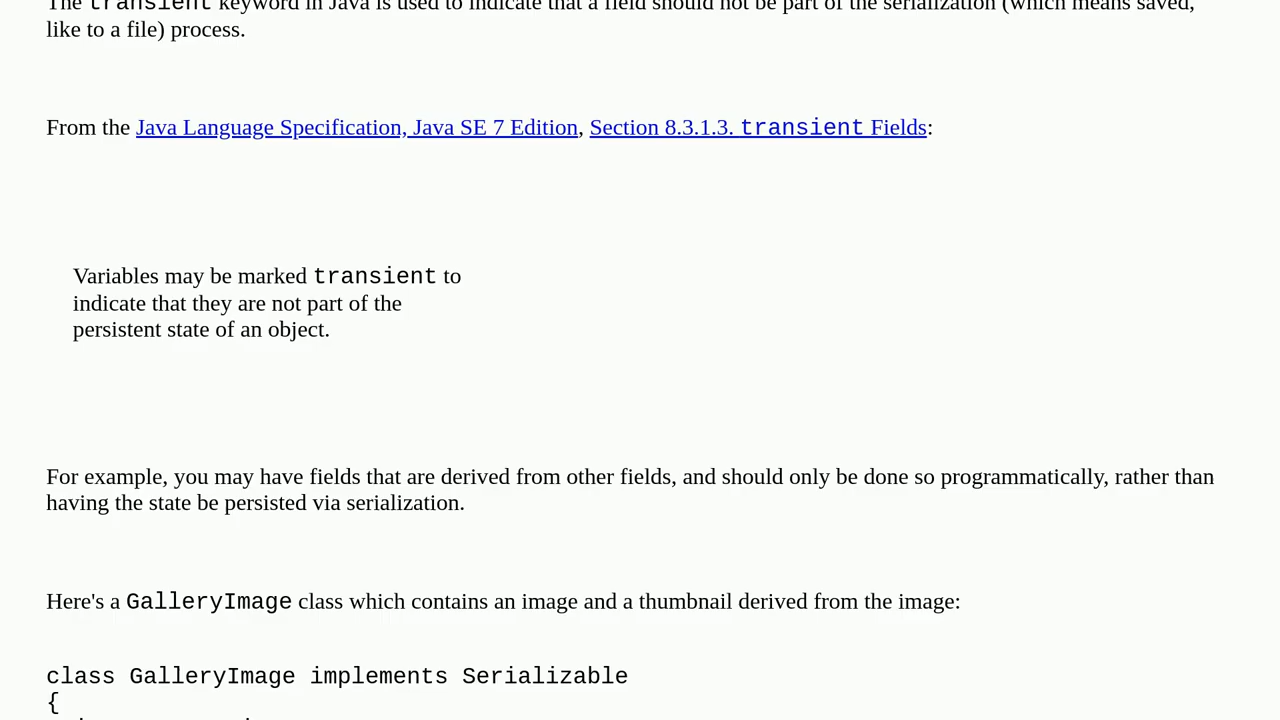 The transient keyword in Java is used to indicate that a field should not be part of the serialization (which means saved,
like to a file) process.
From the Java Language Specification, Java SE 7 Edition, Section 8.3.1.3. transient Fields:
Variables may be marked transient to
indicate that they are not part of the
persistent state of an object.
For example, you may have fields that are derived from other fields, and should only be done so programmatically, rather than
having the state be persisted via serialization.
Here's a GalleryImage class which contains an image and a thumbnail derived from the image:
class GalleryImage implements Serializable
{